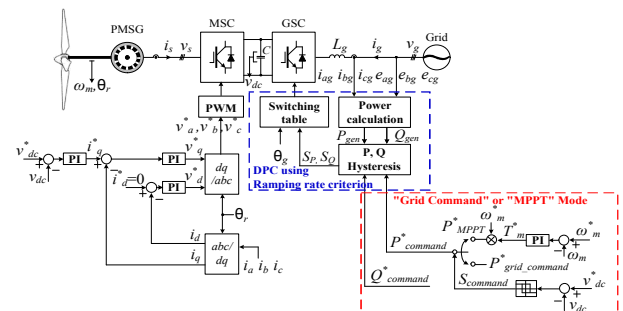 PMSG
MSC
GSC
Grid
i_s
v_s
C
v_dc
L_g
i_g
v_g
i_ag i_bg i_cg e_ag e_bg e_cg
ω_m, θ_r
PWM
v*_a, v*_b, v*_c
Switching table
Power calculation
P_gen
Q_gen
θ_g
S_P, S_Q
P, Q Hysteresis
DPC using Ramping rate criterion
v*_dc
+
−
v_dc
PI
i*_q
+
−
PI
v*_q
dq /abc
i*_d=0
+
−
PI
v*_d
θ_r
i_d
i_q
abc/ dq
i_a i_b i_c
"Grid Command" or "MPPT" Mode
P*_MPPT
ω*_m
T*_m
PI
ω*_m
+
−
ω_m
P*_command
P*_grid_command
Q*_command
S_command
v*_dc
+
−
v_dc